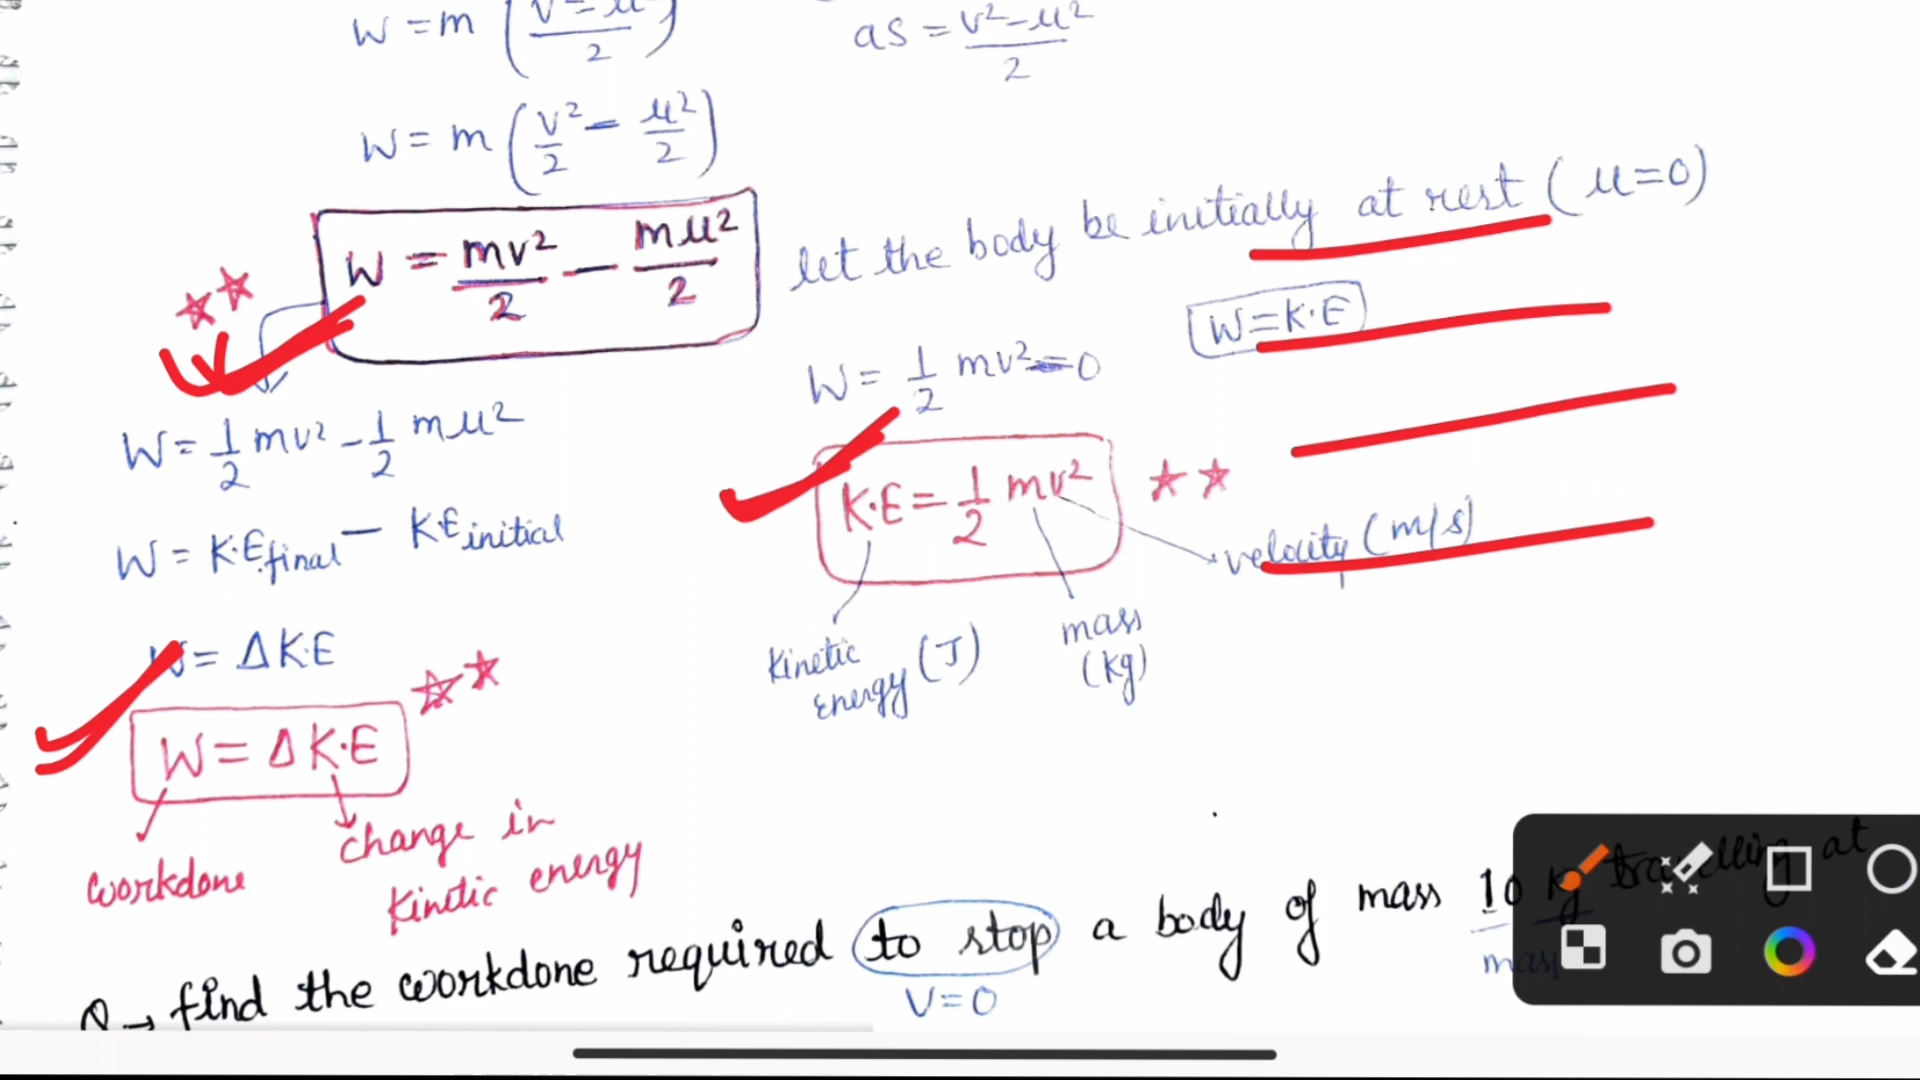 W = m (v² − u² / 2)
as = v² − u² / 2
W = m (v²/2 − u²/2)
W = mv²/2 − mu²/2
let the body be initially at rest (u=0)
W=K·E
W = 1/2 mv² − 0
W = 1/2 mv² − 1/2 mu²
K·E = 1/2 mv²
velocity (m/s)
W = K·E final − K·E initial
Kinetic energy (J)
mass (kg)
W = ΔK·E
W = ΔK·E
workdone
change in kinetic energy
Q→ find the workdone required to stop a body of mass 10 kg travelling at
V=0